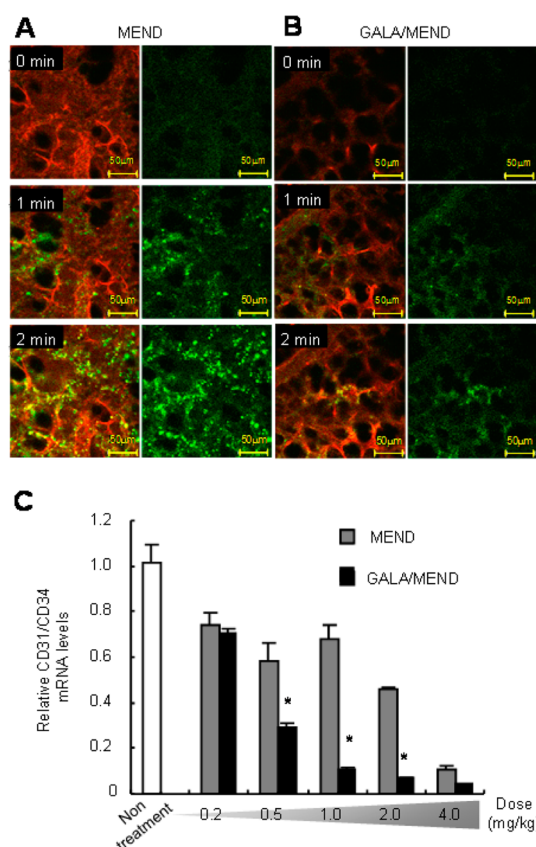 A
B
MEND
GALA/MEND
0 min
50μm
50μm
0 min
50μm
50μm
1 min
50μm
50μm
1 min
50μm
50μm
2 min
50μm
50μm
2 min
50μm
50μm
C
Relative CD31/CD34
mRNA levels
1.2
1.0
0.8
0.6
0.4
0.2
0
MEND
GALA/MEND
*
*
*
Non
treatment
0.2
0.5
1.0
2.0
4.0
Dose
(mg/kg